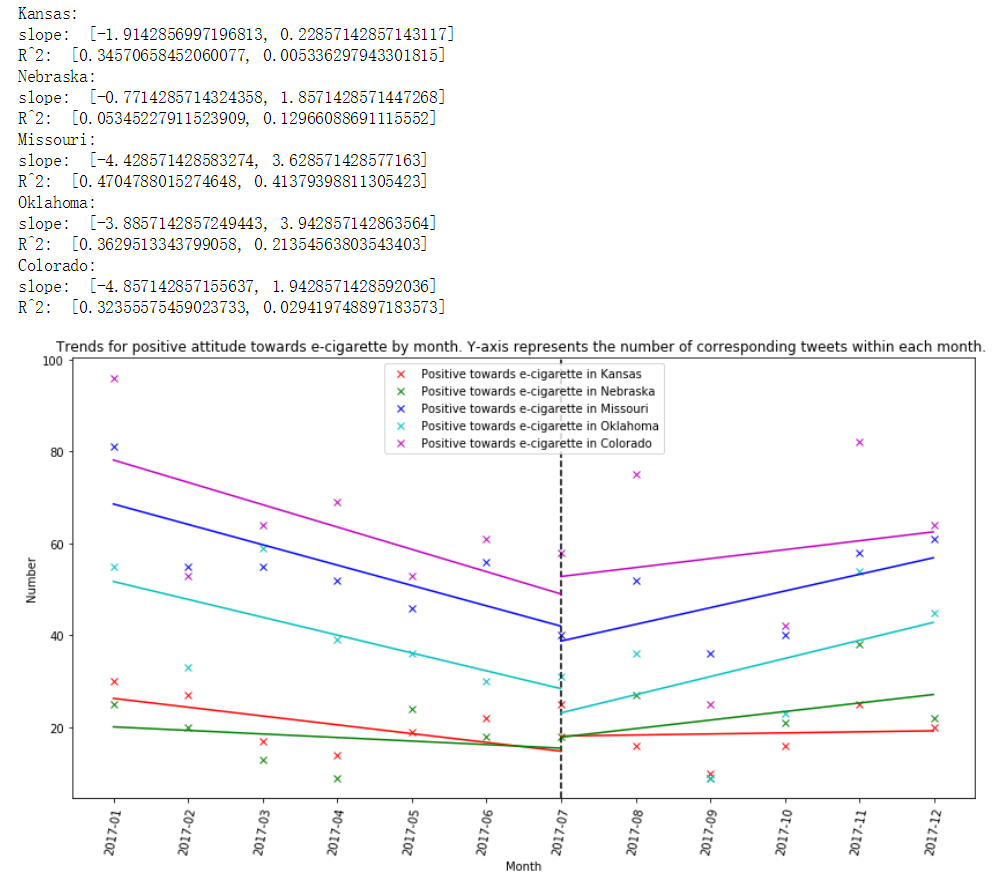 Kansas:
slope:  [-1.9142856997196813, 0.22857142857143117]
R^2:  [0.34570658452060077, 0.005336297943301815]
Nebraska:
slope:  [-0.7714285714324358, 1.8571428571447268]
R^2:  [0.05345227911523909, 0.12966088691115552]
Missouri:
slope:  [-4.428571428583274, 3.628571428577163]
R^2:  [0.4704788015274648, 0.41379398811305423]
Oklahoma:
slope:  [-3.8857142857249443, 3.942857142863564]
R^2:  [0.3629513343799058, 0.21354563803543403]
Colorado:
slope:  [-4.857142857155637, 1.9428571428592036]
R^2:  [0.32355575459023733, 0.029419748897183573]
Trends for positive attitude towards e-cigarette by month. Y-axis represents the number of corresponding tweets within each month.
Positive towards e-cigarette in Kansas
Positive towards e-cigarette in Nebraska
Positive towards e-cigarette in Missouri
Positive towards e-cigarette in Oklahoma
Positive towards e-cigarette in Colorado
100
80
60
40
20
Number
2017-01
2017-02
2017-03
2017-04
2017-05
2017-06
2017-07
2017-08
2017-09
2017-10
2017-11
2017-12
Month